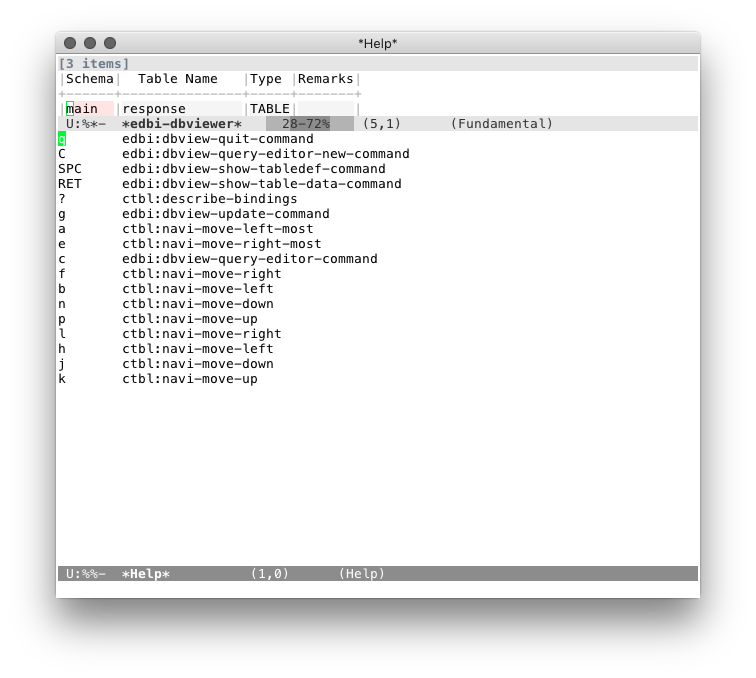 *Help*
[3 items]
|Schema|  Table Name   |Type |Remarks|
+------+---------------+-----+-------+
|main  |response       |TABLE|       |
 U:%*-  *edbi-dbviewer*     28-72%    (5,1)      (Fundamental)
q       edbi:dbview-quit-command
C       edbi:dbview-query-editor-new-command
SPC     edbi:dbview-show-tabledef-command
RET     edbi:dbview-show-table-data-command
?       ctbl:describe-bindings
g       edbi:dbview-update-command
a       ctbl:navi-move-left-most
e       ctbl:navi-move-right-most
c       edbi:dbview-query-editor-command
f       ctbl:navi-move-right
b       ctbl:navi-move-left
n       ctbl:navi-move-down
p       ctbl:navi-move-up
l       ctbl:navi-move-right
h       ctbl:navi-move-left
j       ctbl:navi-move-down
k       ctbl:navi-move-up
 U:%%-  *Help*          (1,0)      (Help)